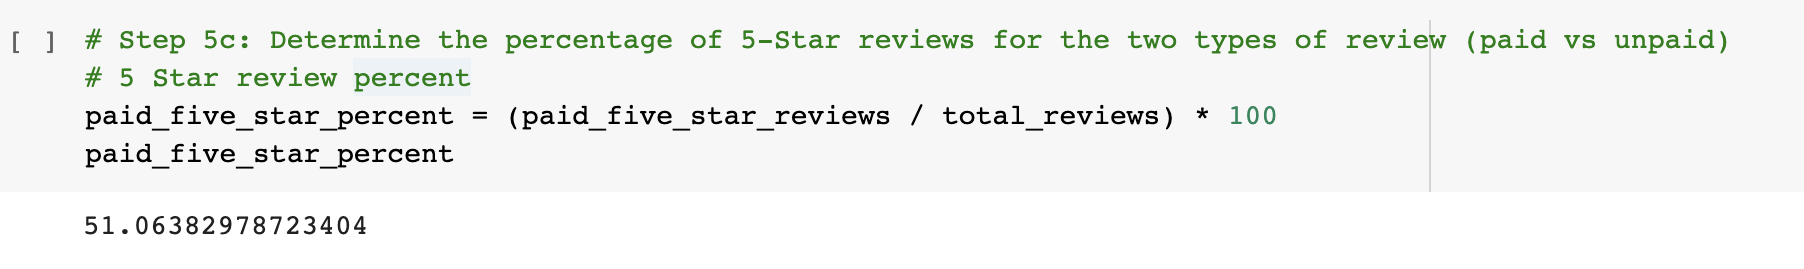 [ ] # Step 5c: Determine the percentage of 5-Star reviews for the two types of review (paid vs unpaid)
# 5 Star review percent
paid_five_star_percent = (paid_five_star_reviews / total_reviews) * 100
paid_five_star_percent
51.06382978723404